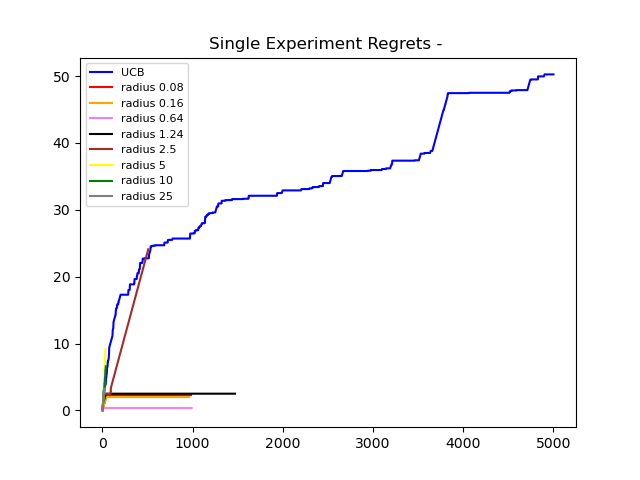 Single Experiment Regrets -
50
40
30
20
10
0
UCB
radius 0.08
radius 0.16
radius 0.64
radius 1.24
radius 2.5
radius 5
radius 10
radius 25
0 1000 2000 3000 4000 5000